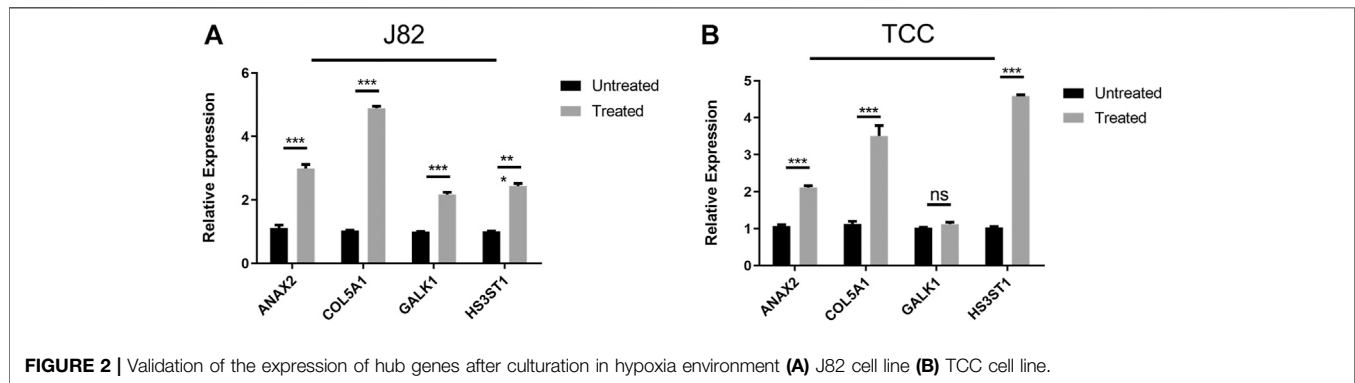 A
J82
Relative Expression
6
4
2
0
***
***
***
**
*
Untreated
Treated
ANAX2
COL5A1
GALK1
HS3ST1
B
TCC
Relative Expression
5
4
3
2
1
0
***
***
ns
***
Untreated
Treated
ANAX2
COL5A1
GALK1
HS3ST1
FIGURE 2 | Validation of the expression of hub genes after culturation in hypoxia environment (A) J82 cell line (B) TCC cell line.